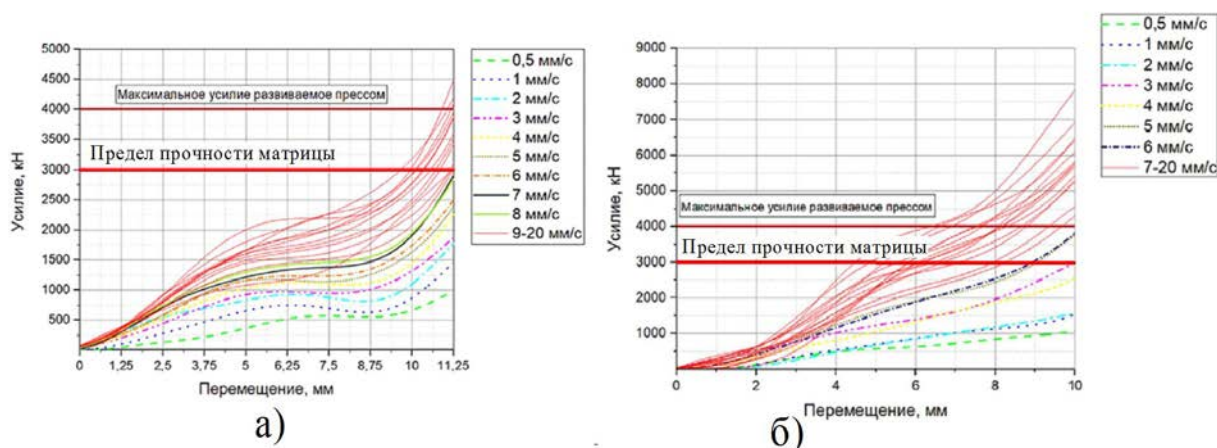 5000
4500
4000
3500
3000
2500
2000
1500
1000
500
Усилие, кН
Максимальное усилие развиваемое прессом
Предел прочности матрицы
0 1,25 2,5 3,75 5 6,25 7,5 8,75 10 11,25
Перемещение, мм
а)
0,5 мм/с
1 мм/с
2 мм/с
3 мм/с
4 мм/с
5 мм/с
6 мм/с
7 мм/с
8 мм/с
9-20 мм/с
9000
8000
7000
6000
5000
4000
3000
2000
1000
0
Усилие, кН
Максимальное усилие развиваемое прессом
Предел прочности матрицы
0 2 4 6 8 10
Перемещение, мм
б)
0,5 мм/с
1 мм/с
2 мм/с
3 мм/с
4 мм/с
5 мм/с
6 мм/с
7-20 мм/с